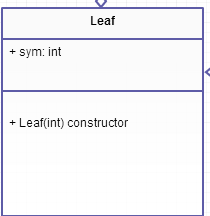 Leaf
+ sym: int
+ Leaf(int) constructor